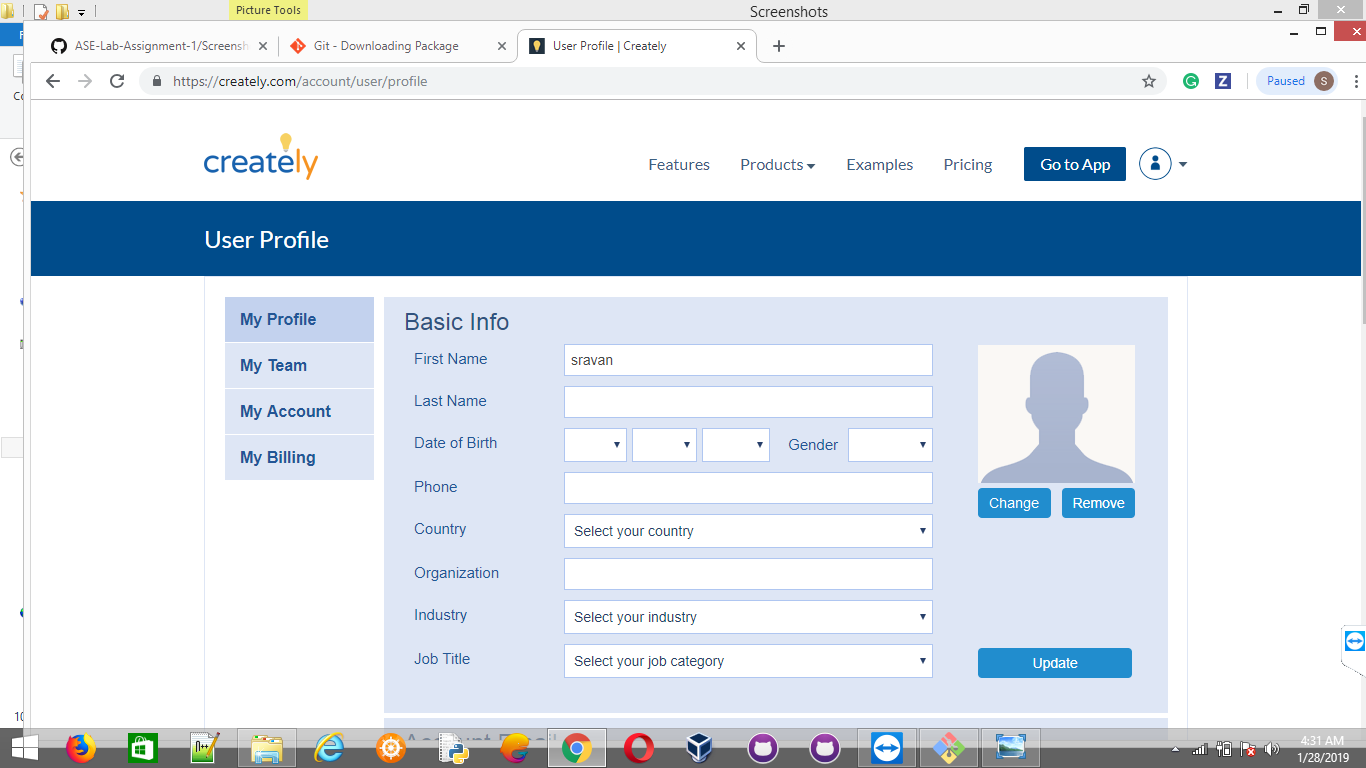 Picture Tools
Screenshots
ASE-Lab-Assignment-1/Screensh
Git - Downloading Package
User Profile | Creately
https://creately.com/account/user/profile
Paused
S
creately
Features
Products
Examples
Pricing
Go to App
User Profile
My Profile
My Team
My Account
My Billing
Basic Info
First Name
sravan
Last Name
Date of Birth
Gender
Phone
Country
Select your country
Organization
Industry
Select your industry
Job Title
Select your job category
Change
Remove
Update
4:31 AM
1/28/2019